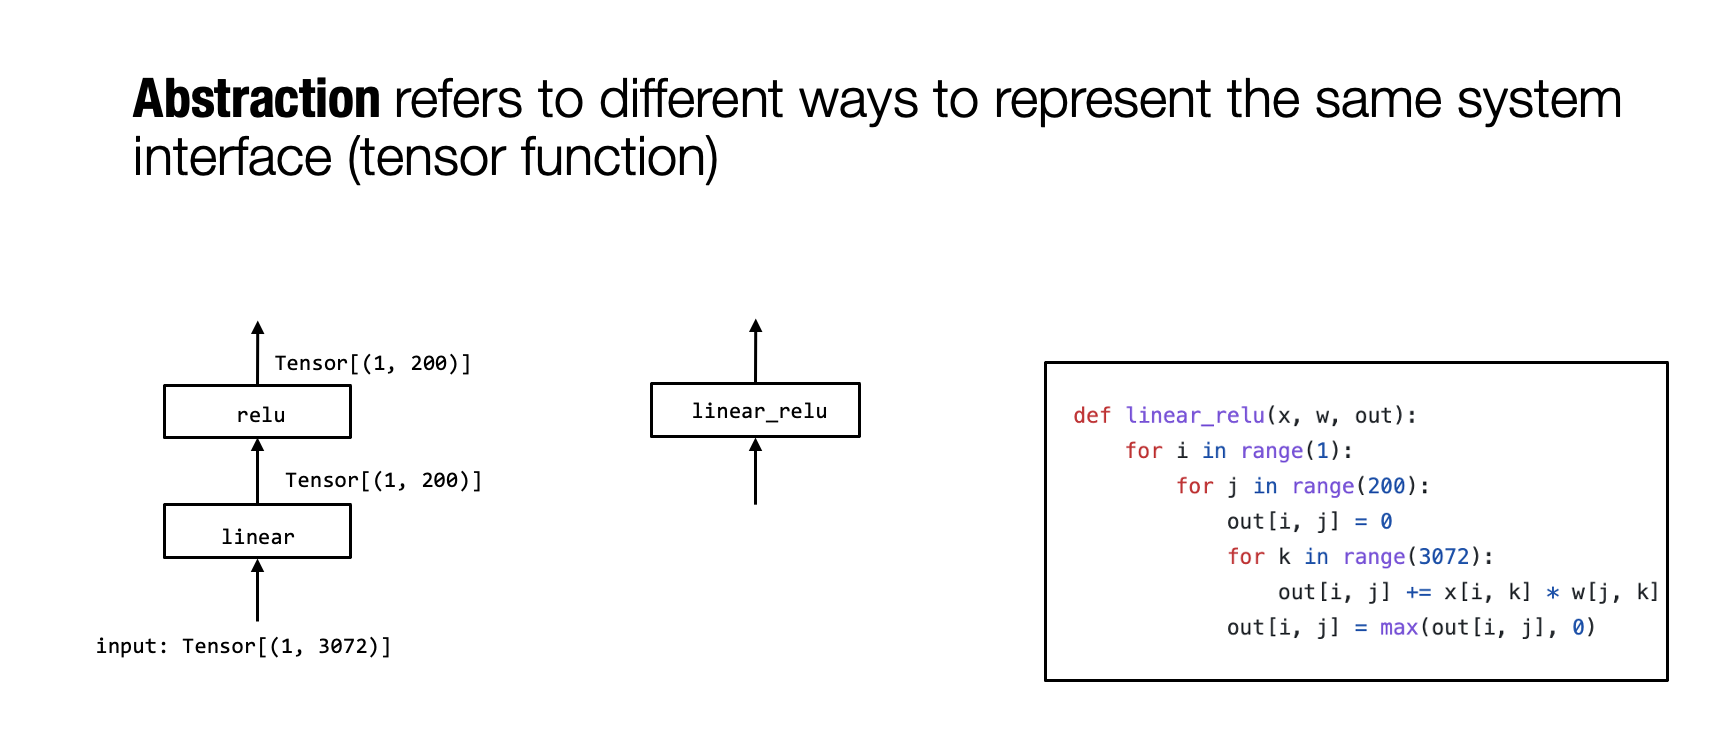 Abstraction refers to different ways to represent the same system
interface (tensor function)
Tensor[(1, 200)]
relu
Tensor[(1, 200)]
linear
input: Tensor[(1, 3072)]
linear_relu
def linear_relu(x, w, out):
    for i in range(1):
        for j in range(200):
            out[i, j] = 0
            for k in range(3072):
                out[i, j] += x[i, k] * w[j, k]
            out[i, j] = max(out[i, j], 0)